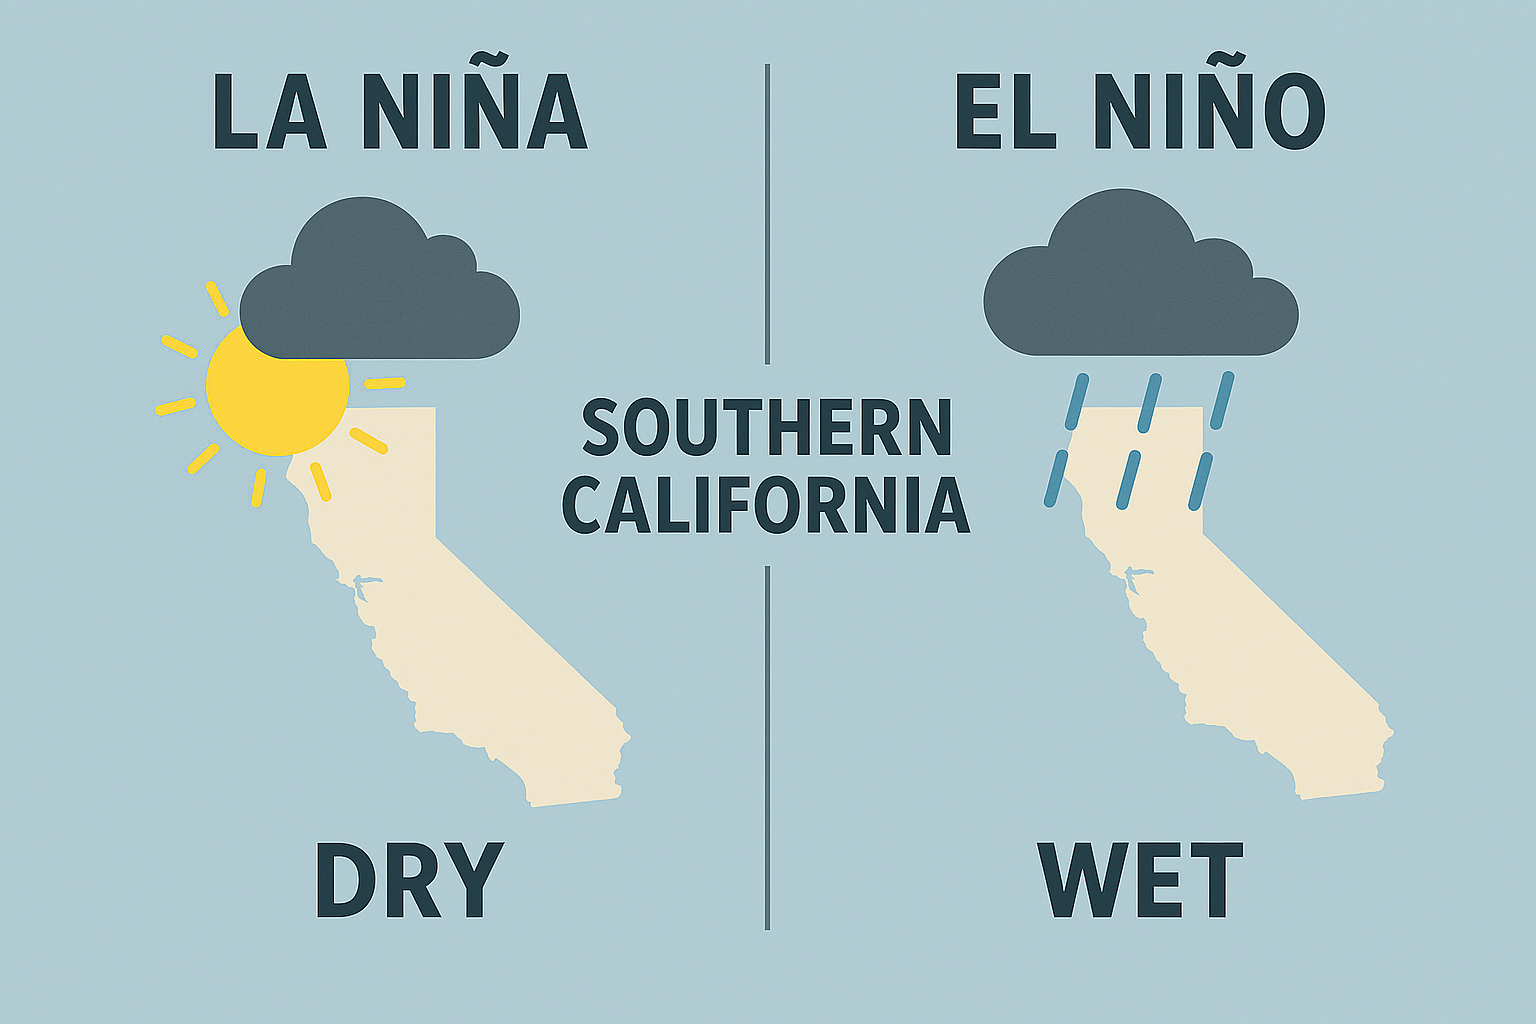 LA NIÑA
EL NIÑO
SOUTHERN
CALIFORNIA
DRY
WET